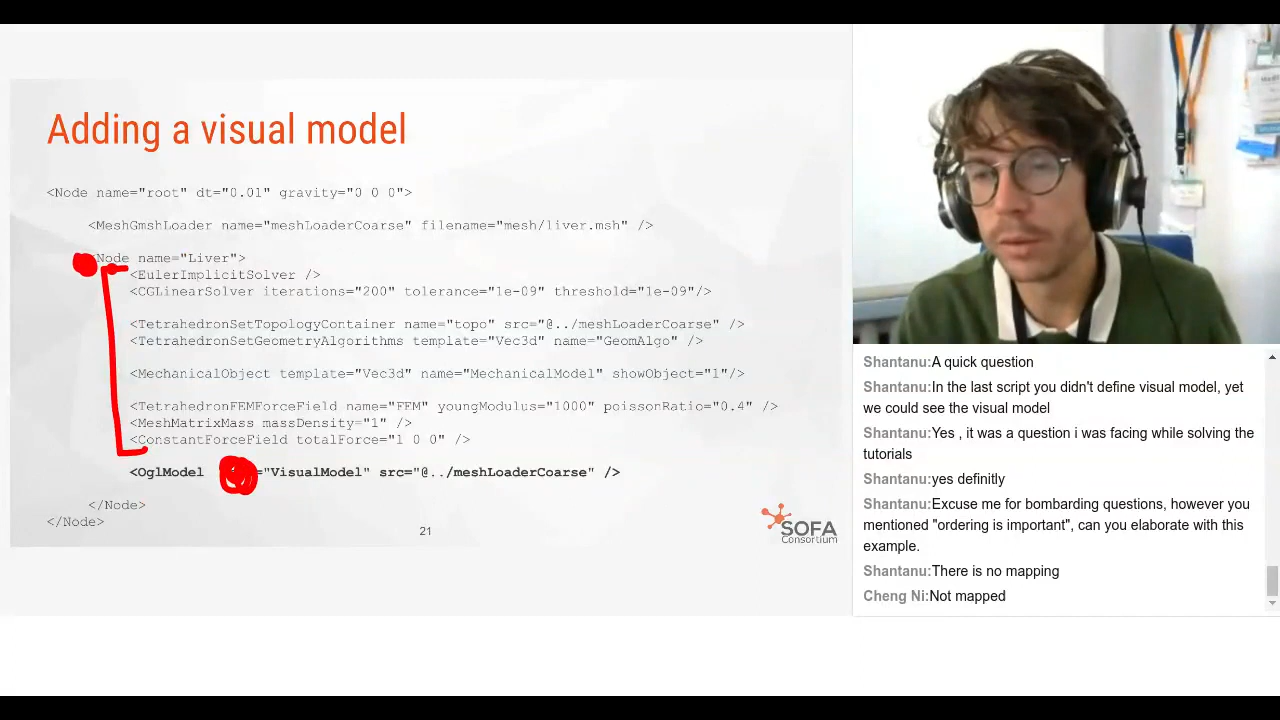 Adding a visual model
<Node name="root" dt="0.01" gravity="0 0 0">
<MeshGmshLoader name="meshLoaderCoarse" filename="mesh/liver.msh" />
Node name="Liver">
<EulerImplicitSolver />
<CGLinearSolver iterations="200" tolerance="1e-09" threshold="1e-09"/>
<TetrahedronSetTopologyContainer name="topo" src="@../meshLoaderCoarse" />
<TetrahedronSetGeometryAlgorithms template="Vec3d" name="GeomAlgo" />
<MechanicalObject template="Vec3d" name="MechanicalModel" showObject="1"/>
<TetrahedronFEMForceField name="FEM" youngModulus="1000" poissonRatio="0.4" />
<MeshMatrixMass massDensity="1" />
<ConstantForceField totalForce="1 0 0" />
<OglModel ="VisualModel" src="@../meshLoaderCoarse" />
</Node>
</Node>
21
SOFA
Consortium
Shantanu:A quick question
Shantanu:In the last script you didn't define visual model, yet
we could see the visual model
Shantanu:Yes , it was a question i was facing while solving the
tutorials
Shantanu:yes definitly
Shantanu:Excuse me for bombarding questions, however you
mentioned "ordering is important", can you elaborate with this
example.
Shantanu:There is no mapping
Cheng Ni:Not mapped